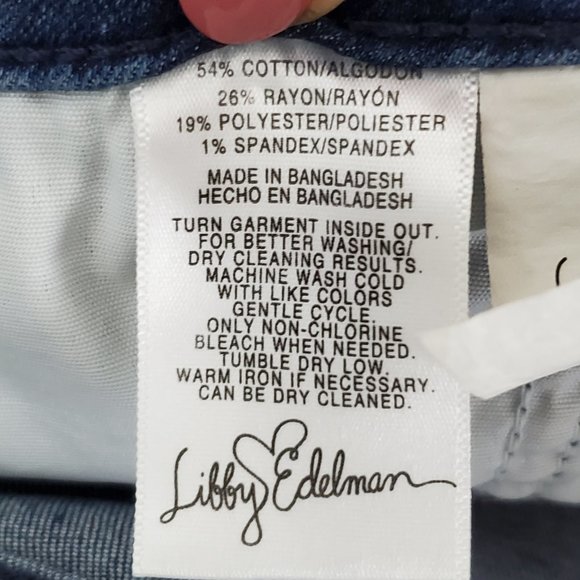 54% COTTON/ALGODON
26% RAYON/RAYÓN
19% POLYESTER/POLIESTER
1% SPANDEX/SPANDEX
MADE IN BANGLADESH
HECHO EN BANGLADESH
TURN GARMENT INSIDE OUT.
FOR BETTER WASHING/
DRY CLEANING RESULTS.
MACHINE WASH COLD
WITH LIKE COLORS
GENTLE CYCLE.
ONLY NON-CHLORINE
BLEACH WHEN NEEDED.
TUMBLE DRY LOW.
WARM IRON IF NECESSARY.
CAN BE DRY CLEANED.
Libby Edelman